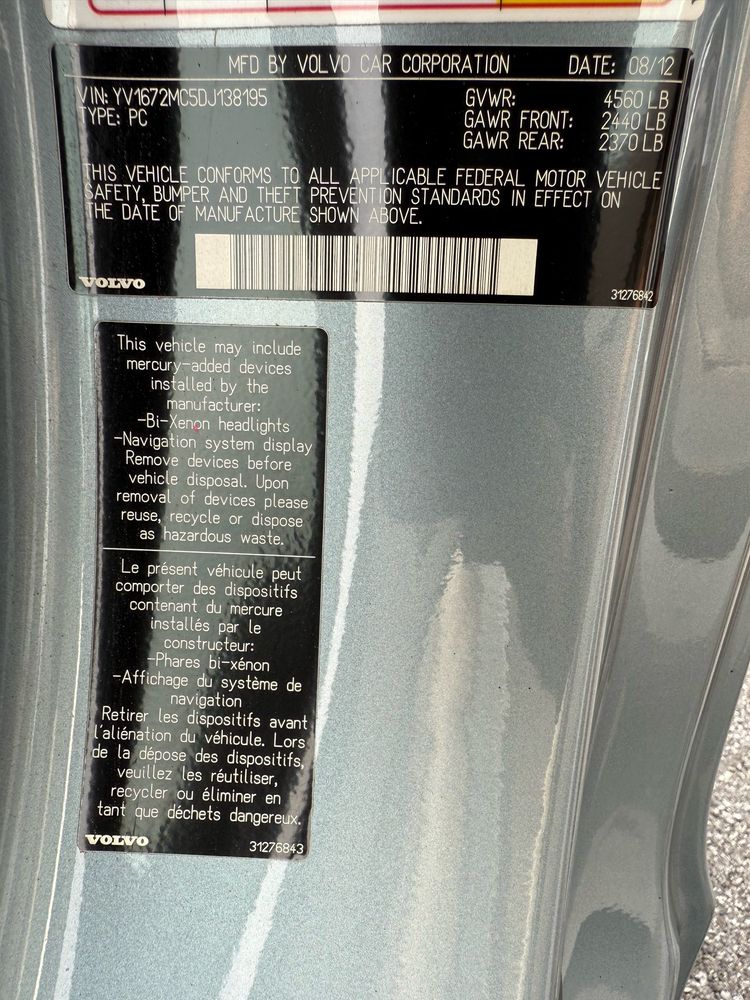 MFD BY VOLVO CAR CORPORATION DATE: 08/12
VIN: YV1672MC5DJ138195 GVWR: 4560 LB
TYPE: PC GAWR FRONT: 2440 LB
GAWR REAR: 2370 LB
THIS VEHICLE CONFORMS TO ALL APPLICABLE FEDERAL MOTOR VEHICLE
SAFETY, BUMPER AND THEFT PREVENTION STANDARDS IN EFFECT ON
THE DATE OF MANUFACTURE SHOWN ABOVE.
VOLVO 31276842
This vehicle may include
mercury-added devices
installed by the
manufacturer:
-Bi-Xenon headlights
-Navigation system display
Remove devices before
vehicle disposal. Upon
removal of devices please
reuse, recycle or dispose
as hazardous waste.
Le présent véhicule peut
comporter des dispositifs
contenant du mercure
installés par le
constructeur:
-Phares bi-xénon
-Affichage du système de
navigation
Retirer les dispositifs avant
l'aliénation du véhicule. Lors
de la dépose des dispositifs,
veuillez les réutiliser,
recycler ou éliminer en
tant que déchets dangereux.
VOLVO 31276843